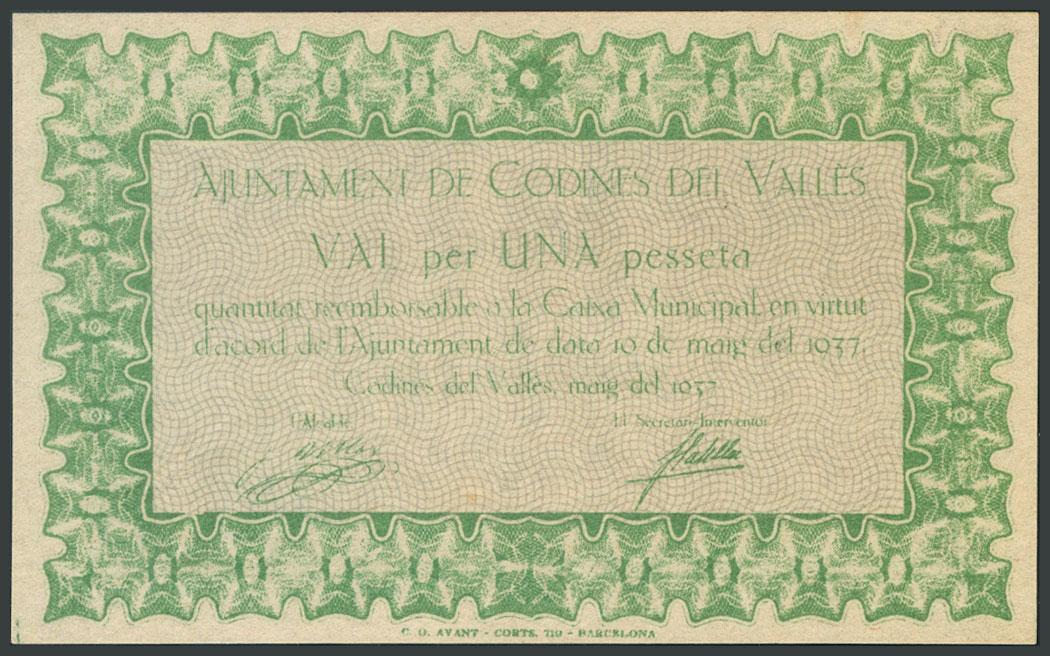 AJUNTAMENT DE CODINES DEL VALLÈS
VAL per UNA pesseta
quantitat reemborsable a la Caixa Municipal, en virtut
d'acord de l'Ajuntament de data 10 de maig del 1937.
Codines del Vallès, maig del 1937
L'Alcalde, El Secretari-Interventor
C. O. AVANT - CORTS, 719 - BARCELONA